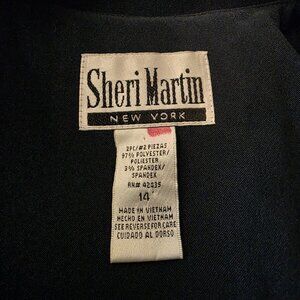 Sheri Martin
NEW YORK
2PC/#2 PIEZAS
97% POLYESTER/
POLIESTER
3% SPANDEX/
SPANDEX
RN# 42035
14
MADE IN VIETNAM
HECHO EN VIETNAM
SEE REVERSE FOR CARE
CUIDADO AL DORSO